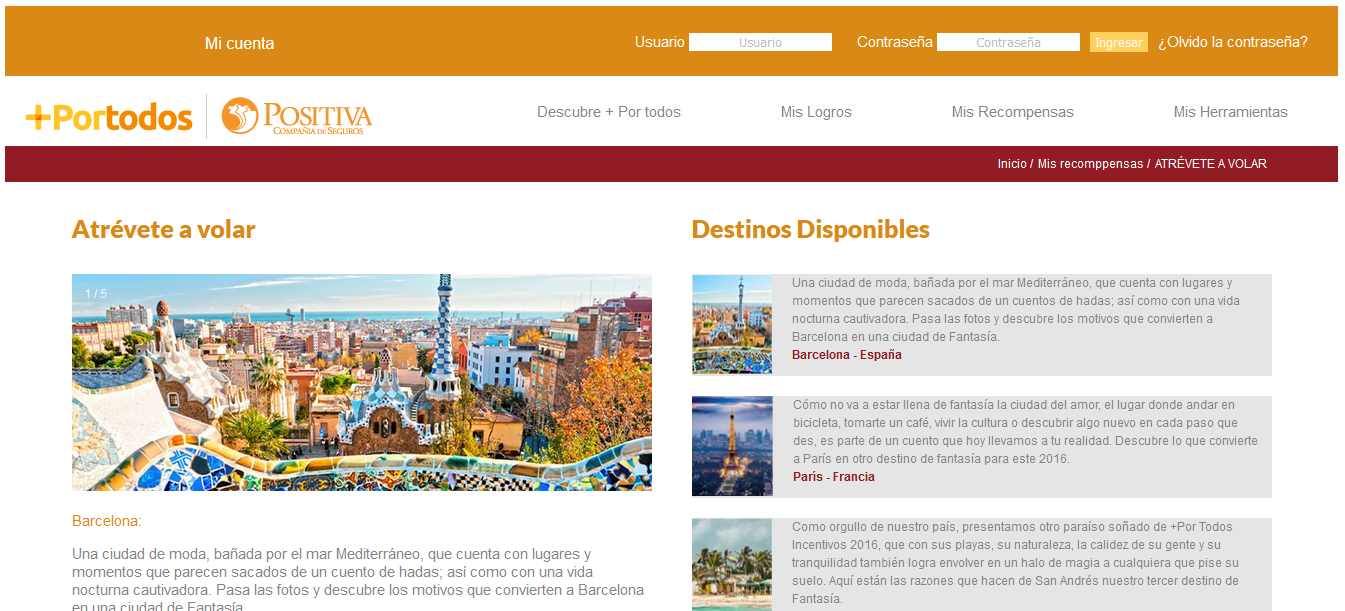 Mi cuenta
Usuario Usuario Contraseña Contraseña Ingresar ¿Olvido la contraseña?
+Portodos POSITIVA
COMPAÑIA DE SEGUROS
Descubre + Por todos Mis Logros Mis Recompensas Mis Herramientas
Inicio / Mis recomppensas / ATRÉVETE A VOLAR
Atrévete a volar
1 / 5
Barcelona:
Una ciudad de moda, bañada por el mar Mediterráneo, que cuenta con lugares y
momentos que parecen sacados de un cuento de hadas; así como con una vida
nocturna cautivadora. Pasa las fotos y descubre los motivos que convierten a Barcelona
en una ciudad de Fantasía.
Destinos Disponibles
Una ciudad de moda, bañada por el mar Mediterráneo, que cuenta con lugares y
momentos que parecen sacados de un cuentos de hadas; así como con una vida
nocturna cautivadora. Pasa las fotos y descubre los motivos que convierten a
Barcelona en una ciudad de Fantasía.
Barcelona - España
Cómo no va a estar llena de fantasía la ciudad del amor, el lugar donde andar en
bicicleta, tomarte un café, vivir la cultura o descubrir algo nuevo en cada paso que
des, es parte de un cuento que hoy llevamos a tu realidad. Descubre lo que convierte
a París en otro destino de fantasía para este 2016.
París - Francia
Como orgullo de nuestro país, presentamos otro paraíso soñado de +Por Todos
Incentivos 2016, que con sus playas, su naturaleza, la calidez de su gente y su
tranquilidad también logra envolver en un halo de magia a cualquiera que pise su
suelo. Aquí están las razones que hacen de San Andrés nuestro tercer destino de
Fantasía.